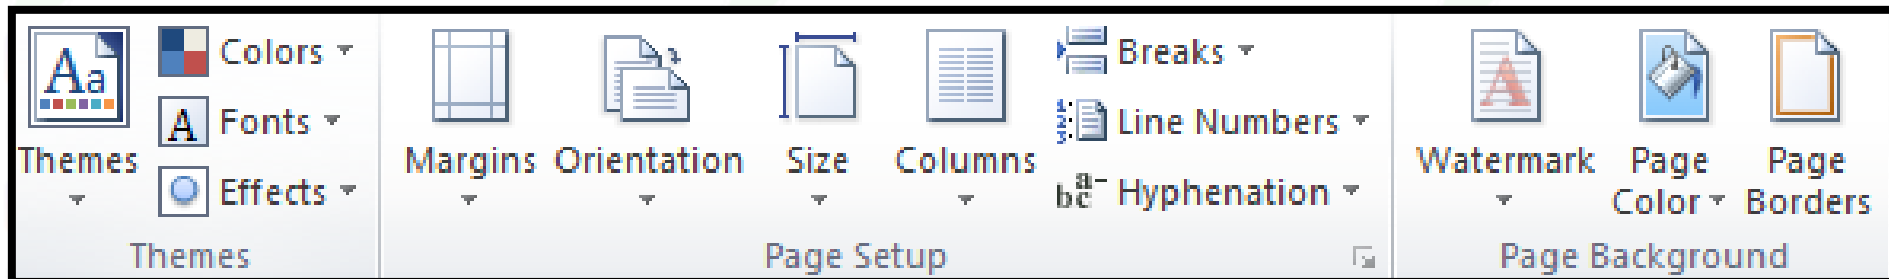 Themes
Colors
Fonts
Effects
Themes
Margins
Orientation
Size
Columns
Breaks
Line Numbers
Hyphenation
Page Setup
Watermark
Page
Color
Page
Borders
Page Background